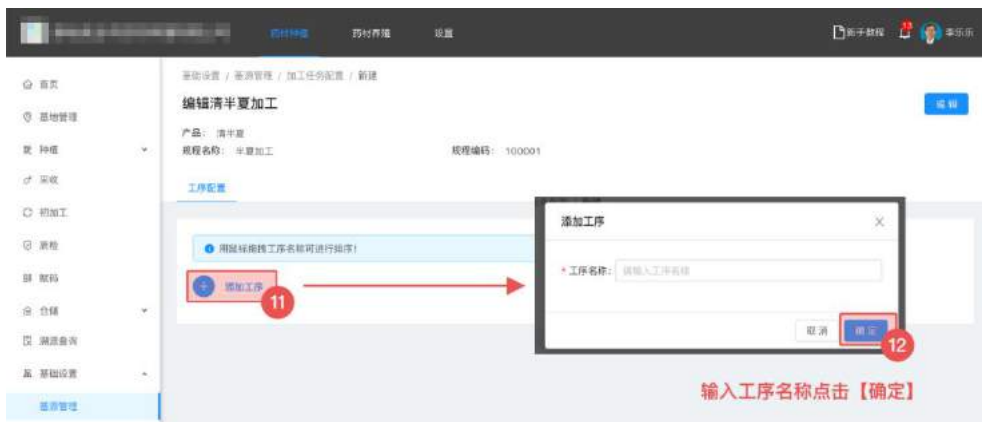 药材种植 药材养殖 设置 新手教程 13 李乐乐
首页
基地管理
种植
采收
初加工
质检
赋码
仓储
溯源查询
基础设置
基源管理
基础设置 / 基源管理 / 加工任务配置 / 新建
编辑清半夏加工
编辑
产品： 清半夏
规程名称： 半夏加工 规程编码： 100001
工序配置
用鼠标拖拽工序名称可进行排序！
添加工序
11
添加工序
* 工序名称： 请输入工序名称
取消 确定
12
输入工序名称点击【确定】